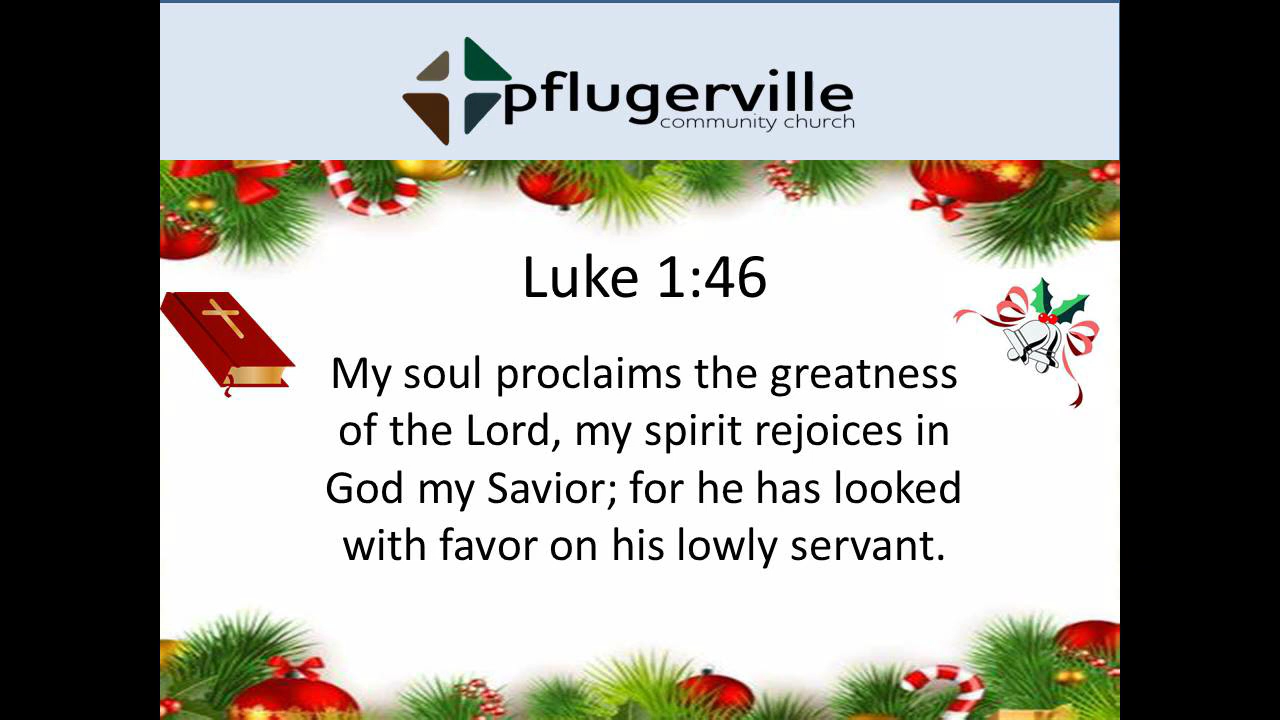 pflugerville
community church
Luke 1:46
My soul proclaims the greatness
of the Lord, my spirit rejoices in
God my Savior; for he has looked
with favor on his lowly servant.